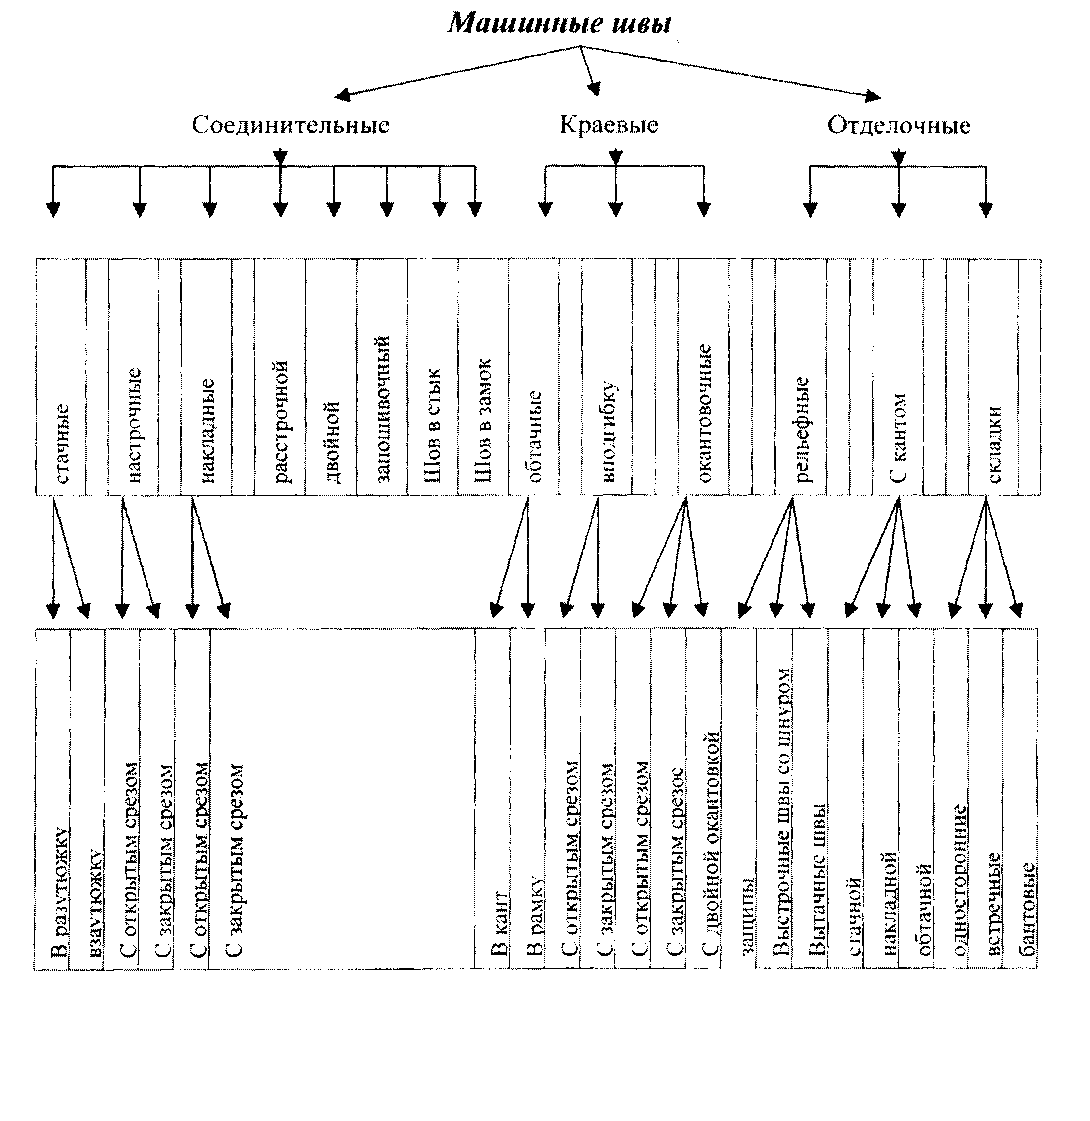 Машинные швы
Соединительные
Краевые
Отделочные
стачные
настрочные
накладные
расстрочной
двойной
запошивочный
Шов в стык
Шов в замок
обтачные
вподгибку
окантовочные
рельефные
С кантом
складки
В разутюжку
взаутюжку
С открытым срезом
С закрытым срезом
С открытым срезом
С закрытым срезом
В кант
В рамку
С открытым срезом
С закрытым срезом
С открытым срезом
С закрытым срезос
С двойной окантовкой
защипы
Выстрочные швы со шнуром
Вытачные швы
стачной
накладной
обтачной
односторонние
встречные
бантовые